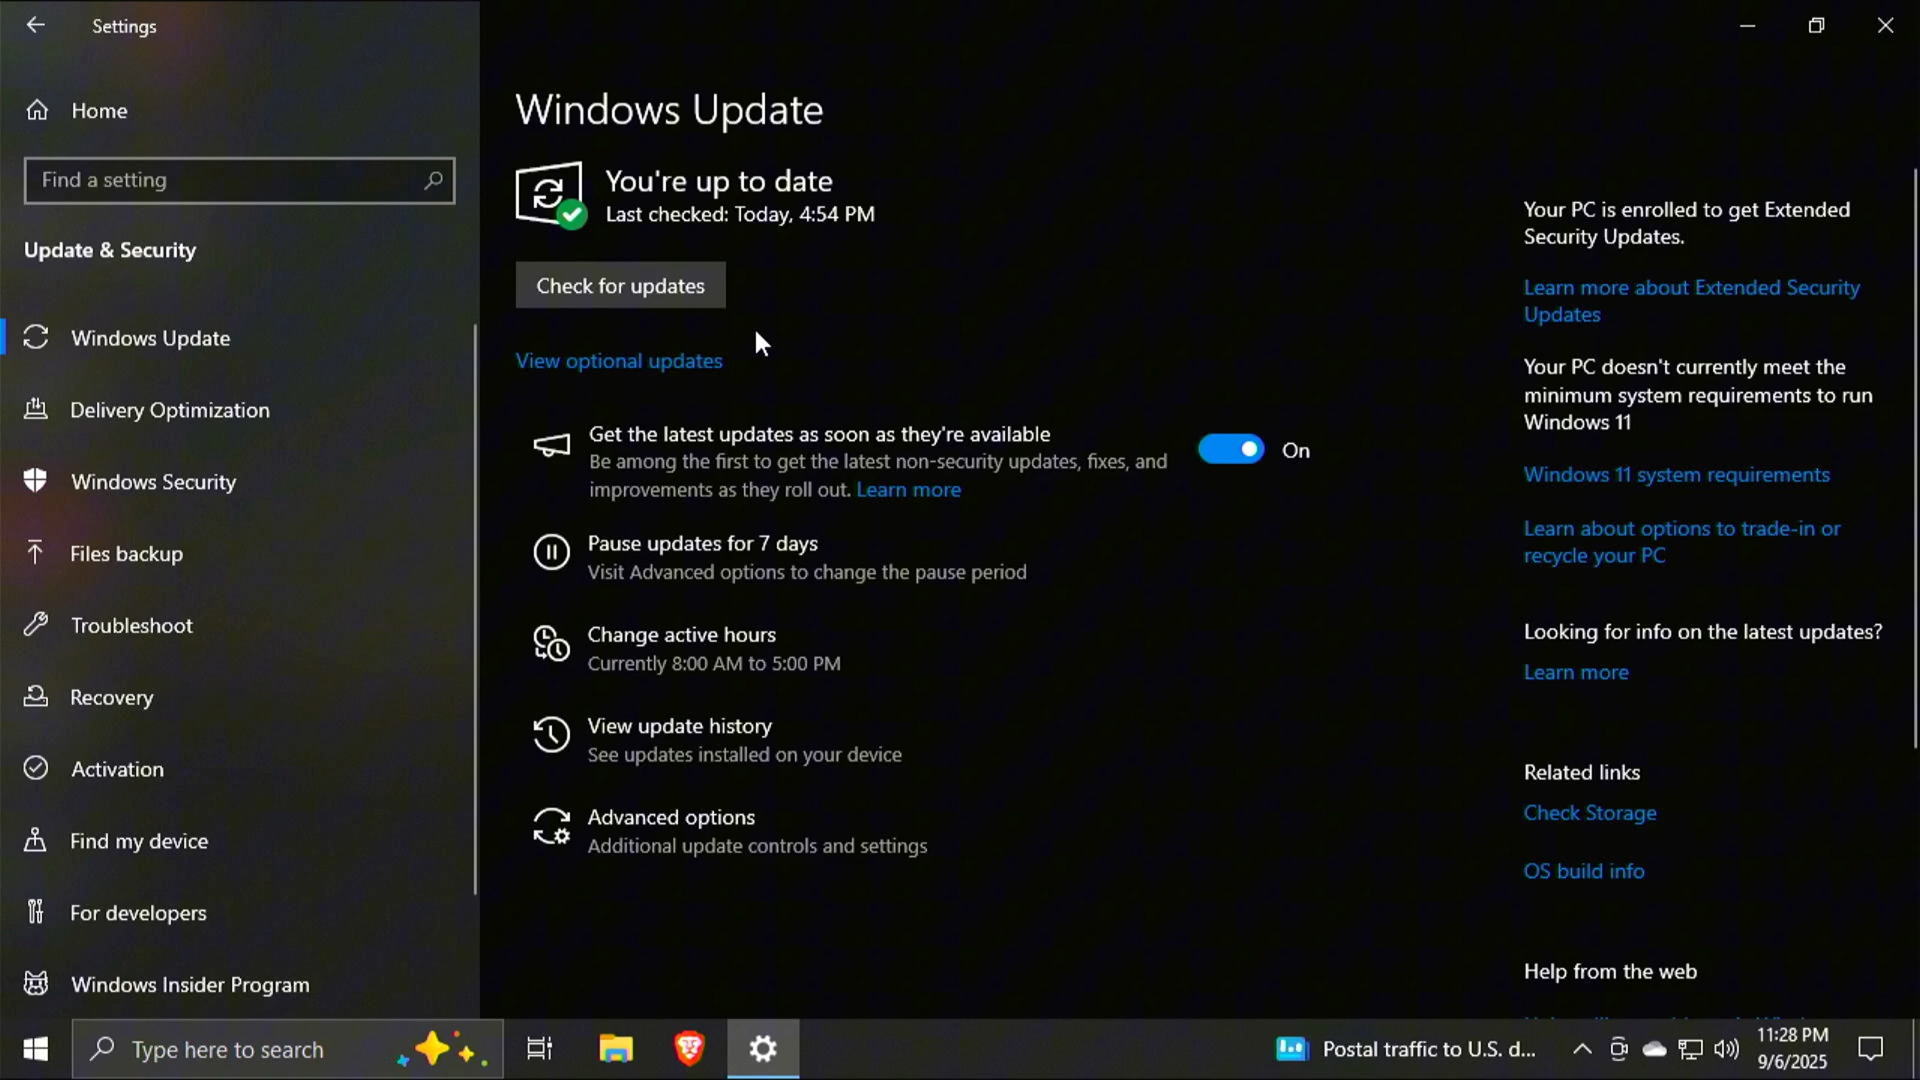 Settings
Home
Find a setting
Update & Security
Windows Update
Delivery Optimization
Windows Security
Files backup
Troubleshoot
Recovery
Activation
Find my device
For developers
Windows Insider Program
Windows Update
You're up to date
Last checked: Today, 4:54 PM
Check for updates
View optional updates
Get the latest updates as soon as they're available
Be among the first to get the latest non-security updates, fixes, and
improvements as they roll out. Learn more
On
Pause updates for 7 days
Visit Advanced options to change the pause period
Change active hours
Currently 8:00 AM to 5:00 PM
View update history
See updates installed on your device
Advanced options
Additional update controls and settings
Your PC is enrolled to get Extended
Security Updates.
Learn more about Extended Security
Updates
Your PC doesn't currently meet the
minimum system requirements to run
Windows 11
Windows 11 system requirements
Learn about options to trade-in or
recycle your PC
Looking for info on the latest updates?
Learn more
Related links
Check Storage
OS build info
Help from the web
Type here to search
Postal traffic to U.S. d...
11:28 PM
9/6/2025